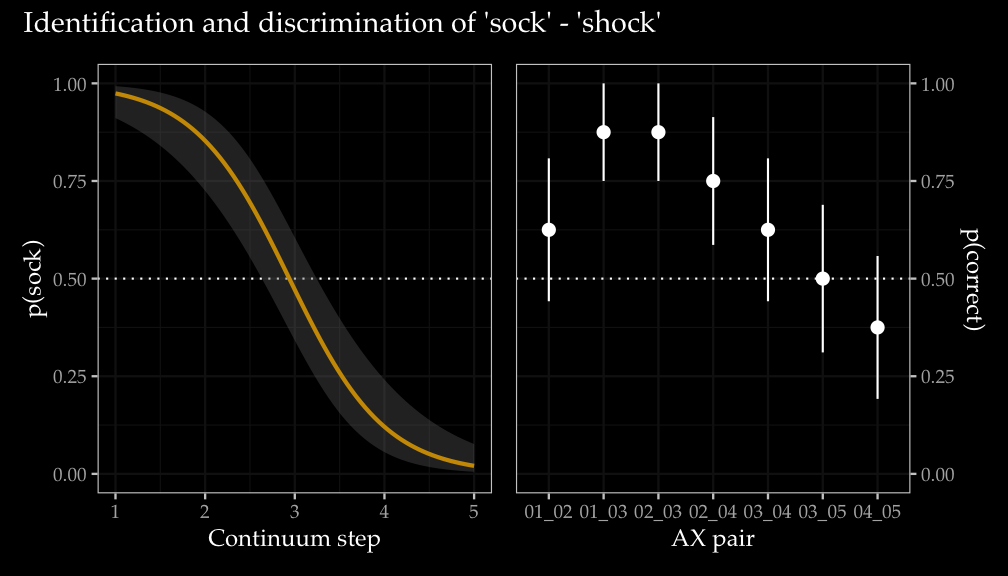 Identification and discrimination of 'sock' - 'shock'
1.00
0.75
0.50
0.25
0.00
p(sock)
1 2 3 4 5
Continuum step
01_02 01_03 02_03 02_04 03_04 03_05 04_05
AX pair
1.00
0.75
0.50
0.25
0.00
p(correct)